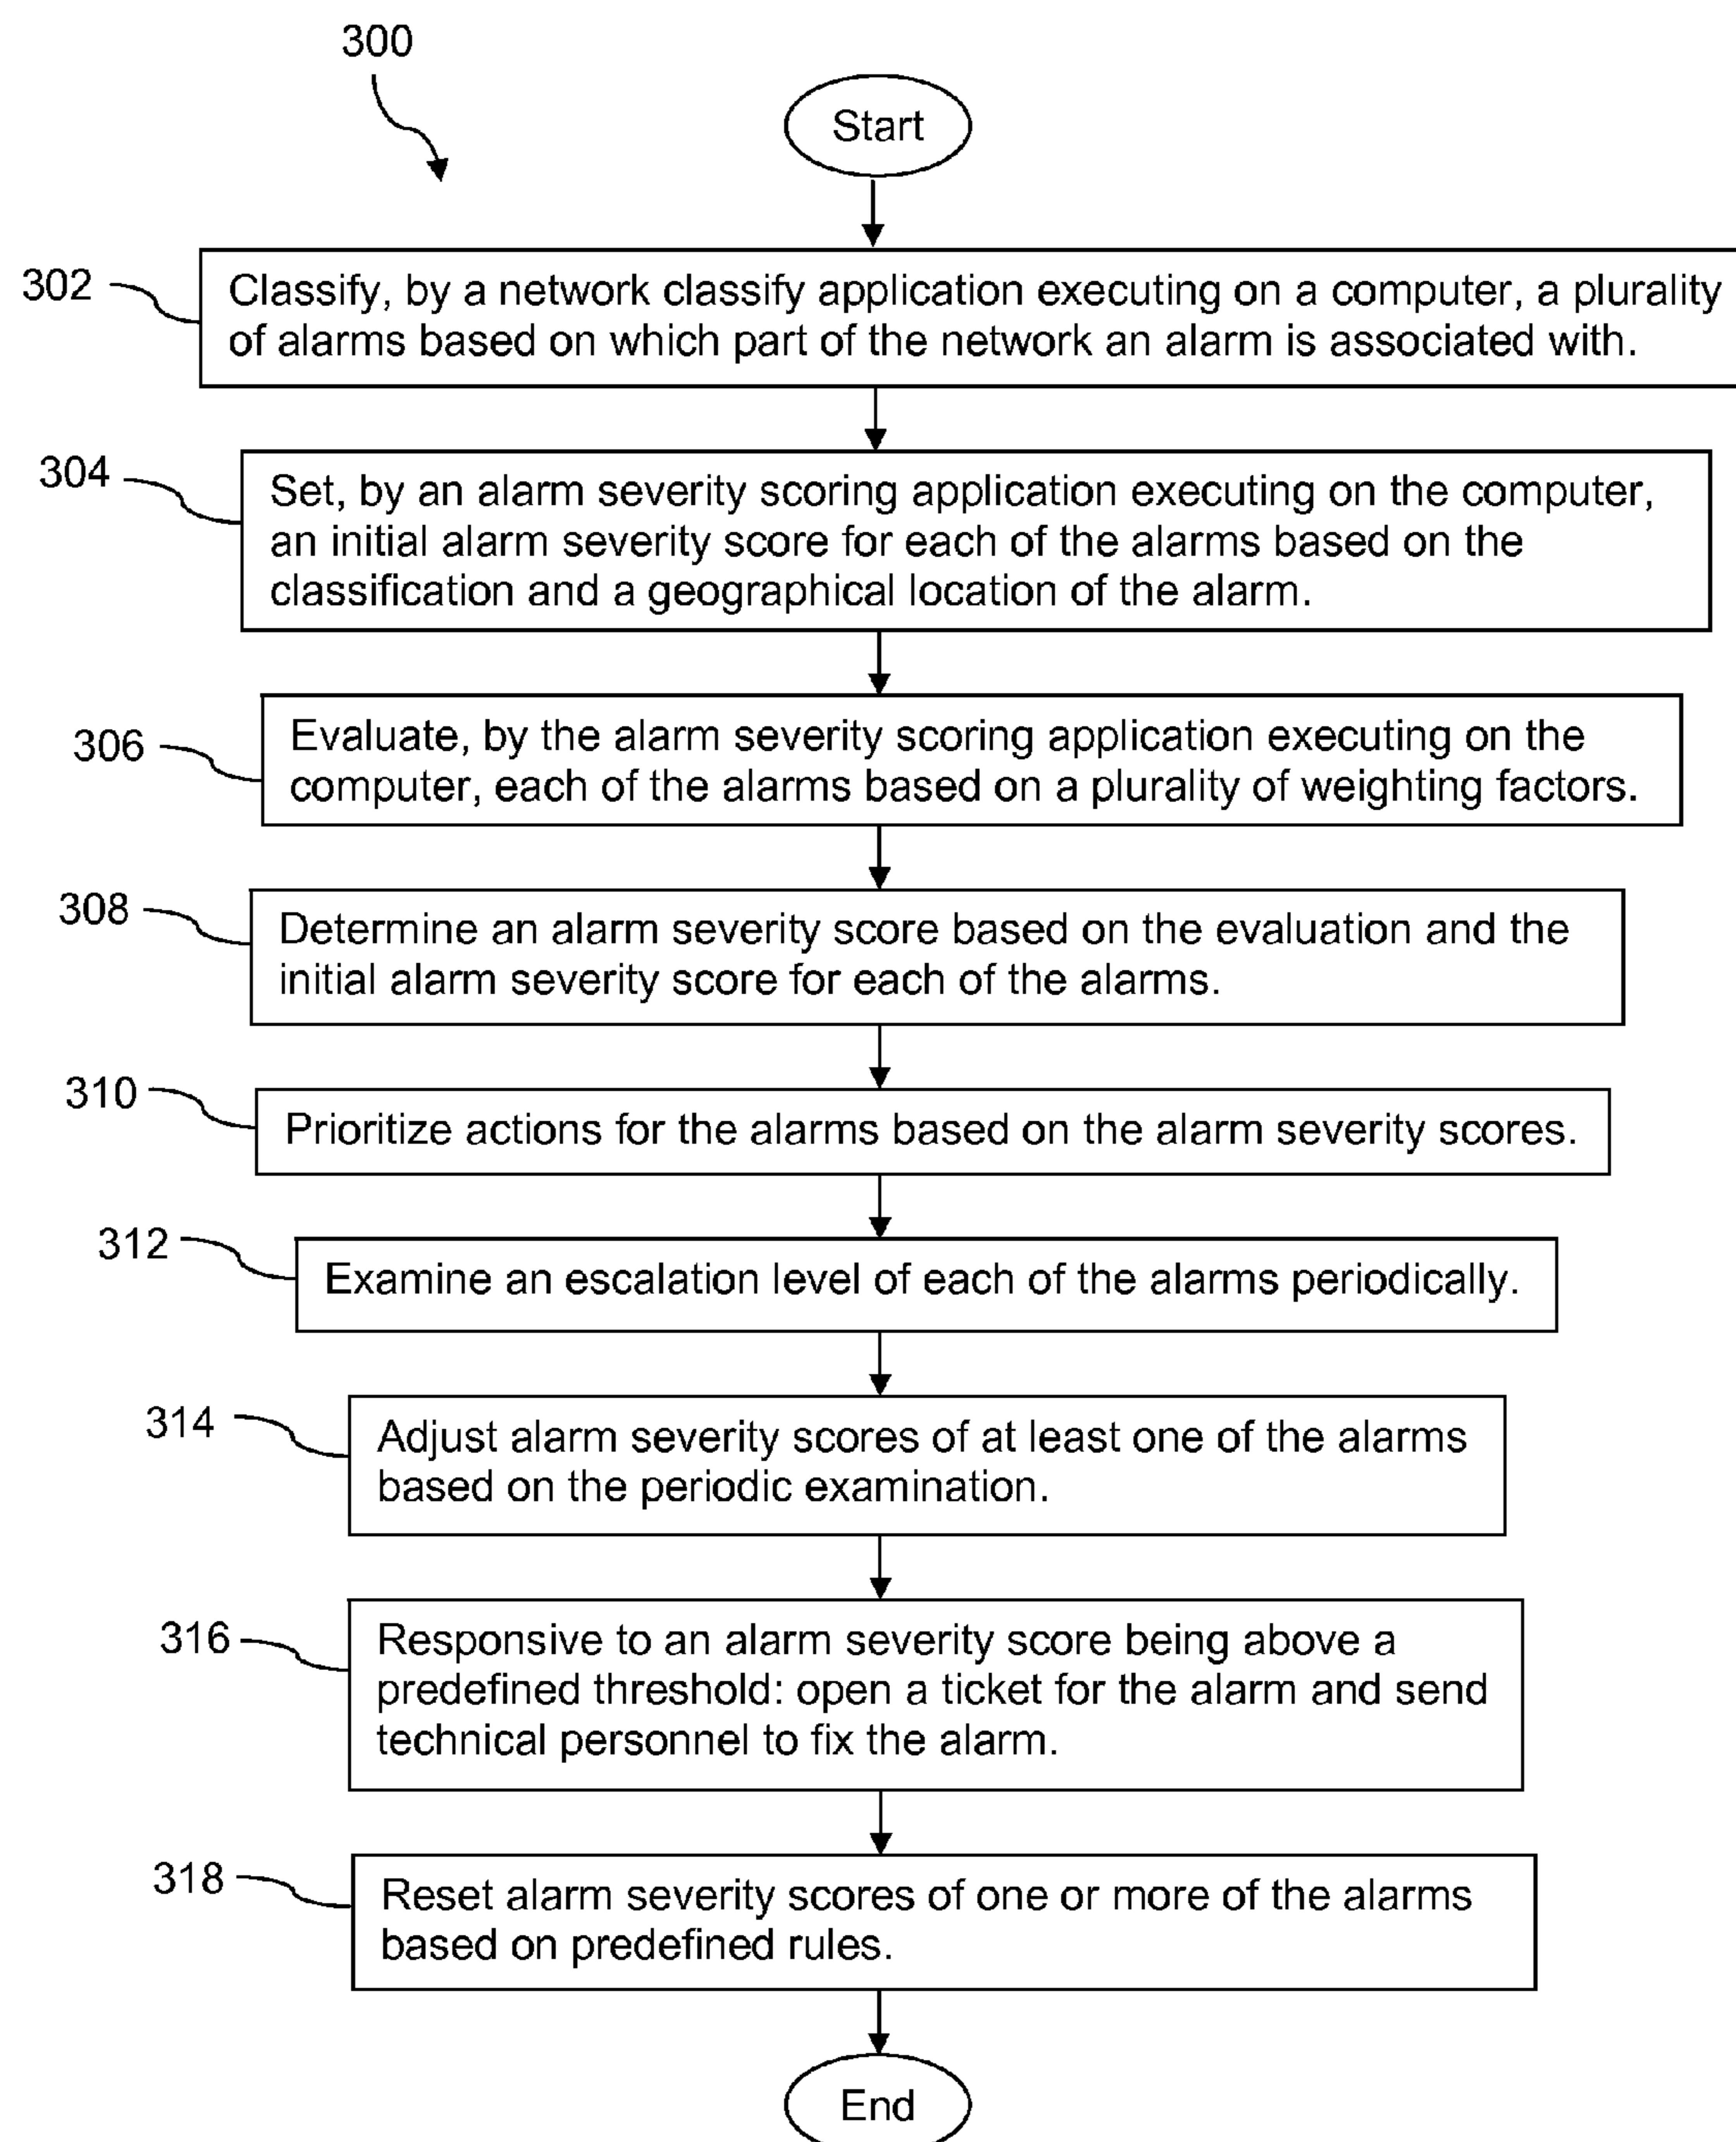 300
Start
302
Classify, by a network classify application executing on a computer, a plurality
of alarms based on which part of the network an alarm is associated with.
304
Set, by an alarm severity scoring application executing on the computer,
an initial alarm severity score for each of the alarms based on the
classification and a geographical location of the alarm.
306
Evaluate, by the alarm severity scoring application executing on the
computer, each of the alarms based on a plurality of weighting factors.
308
Determine an alarm severity score based on the evaluation and the
initial alarm severity score for each of the alarms.
310
Prioritize actions for the alarms based on the alarm severity scores.
312
Examine an escalation level of each of the alarms periodically.
314
Adjust alarm severity scores of at least one of the alarms
based on the periodic examination.
316
Responsive to an alarm severity score being above a
predefined threshold: open a ticket for the alarm and send
technical personnel to fix the alarm.
318
Reset alarm severity scores of one or more of the alarms
based on predefined rules.
End